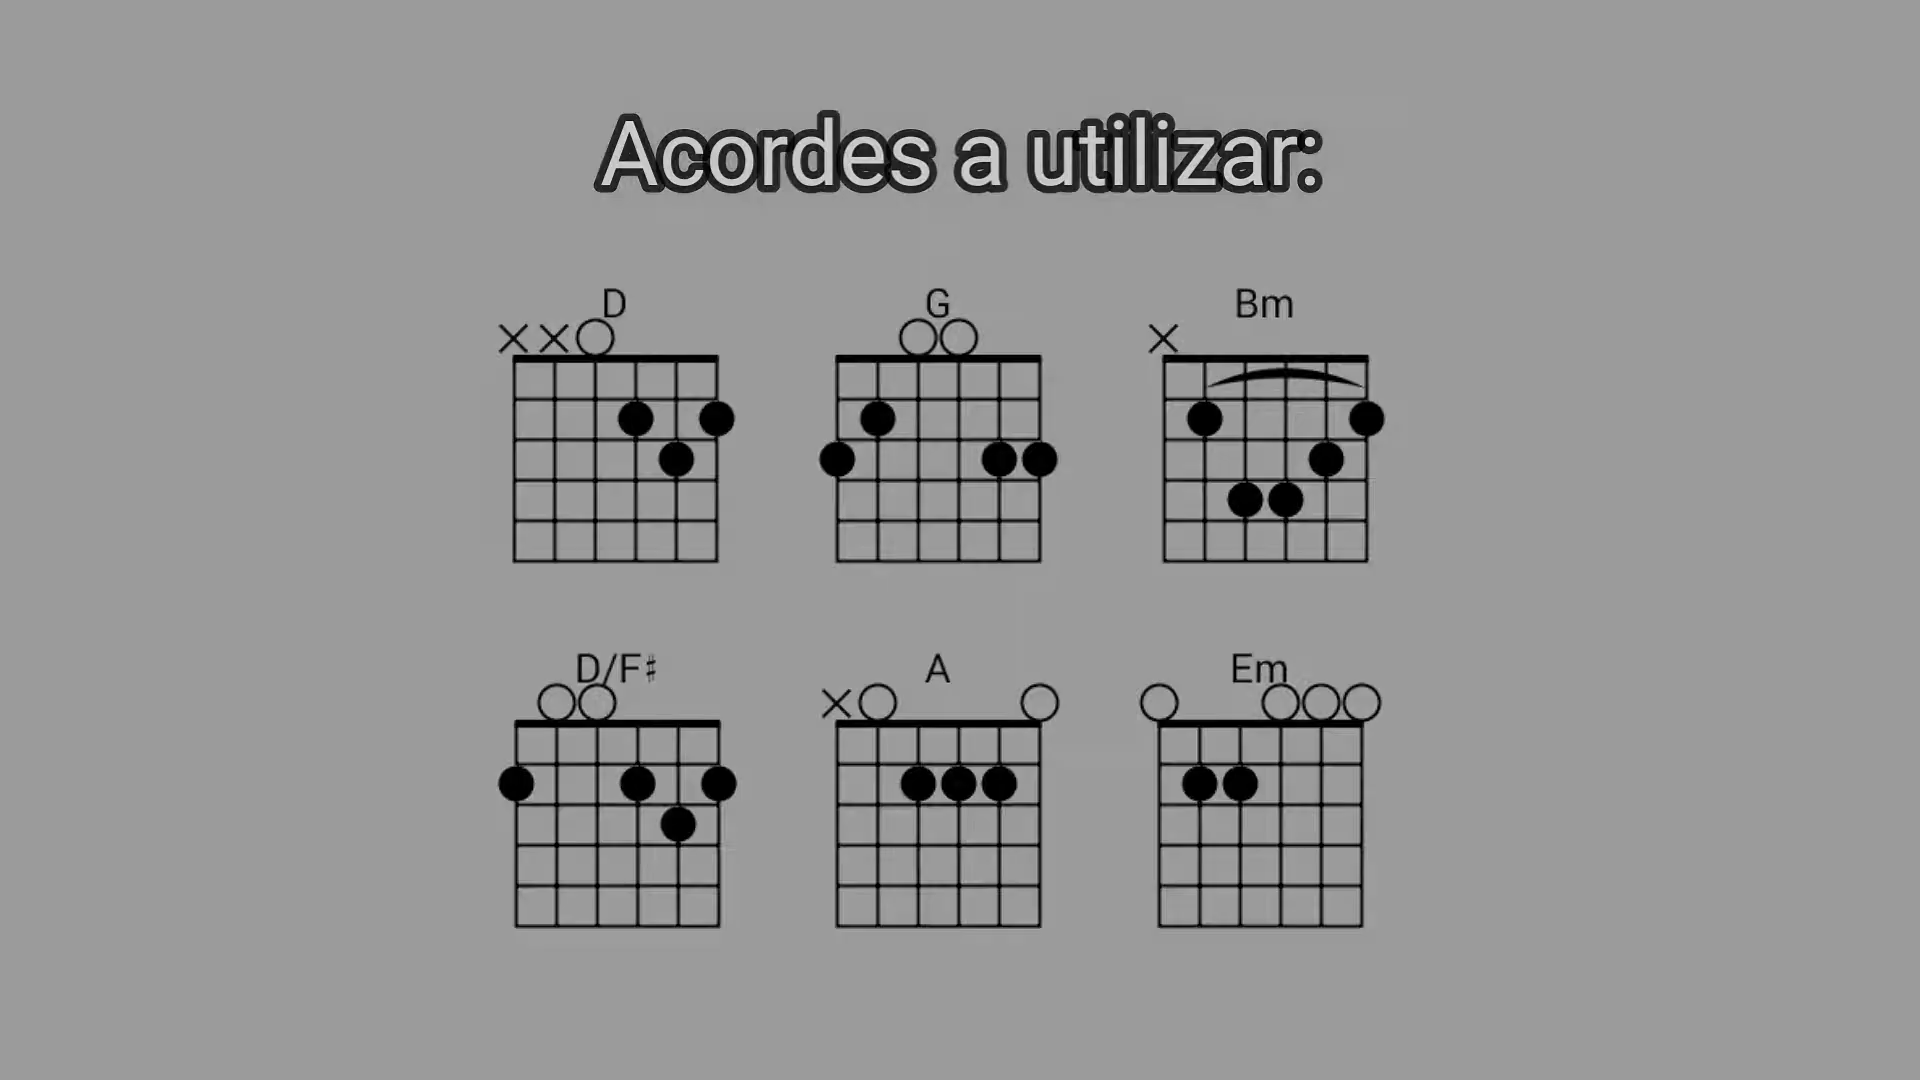 Acordes a utilizar:
D G Bm
D/F♯ A Em